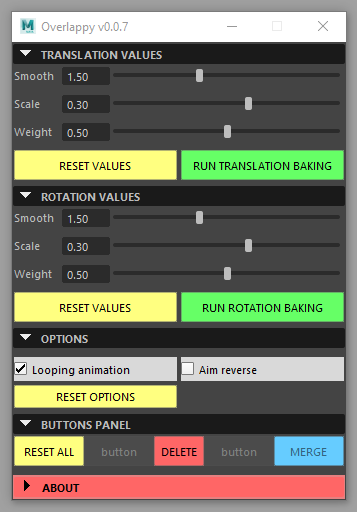 Overlappy v0.0.7
TRANSLATION VALUES
Smooth 1.50
Scale 0.30
Weight 0.50
RESET VALUES RUN TRANSLATION BAKING
ROTATION VALUES
Smooth 1.50
Scale 0.30
Weight 0.50
RESET VALUES RUN ROTATION BAKING
OPTIONS
Looping animation Aim reverse
RESET OPTIONS
BUTTONS PANEL
RESET ALL button DELETE button MERGE
ABOUT